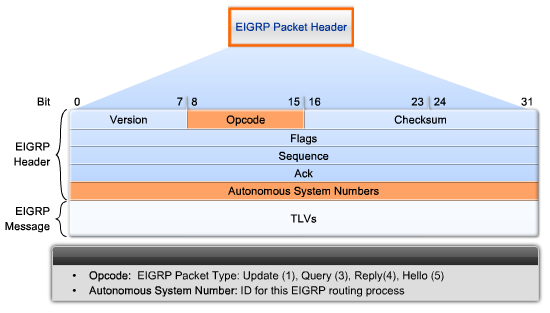 EIGRP Packet Header
Bit 0 7 8 15 16 23 24 31
Version Opcode Checksum
EIGRP
Header
Flags
Sequence
Ack
Autonomous System Numbers
EIGRP
Message
TLVs
• Opcode: EIGRP Packet Type: Update (1), Query (3), Reply(4), Hello (5)
• Autonomous System Number: ID for this EIGRP routing process